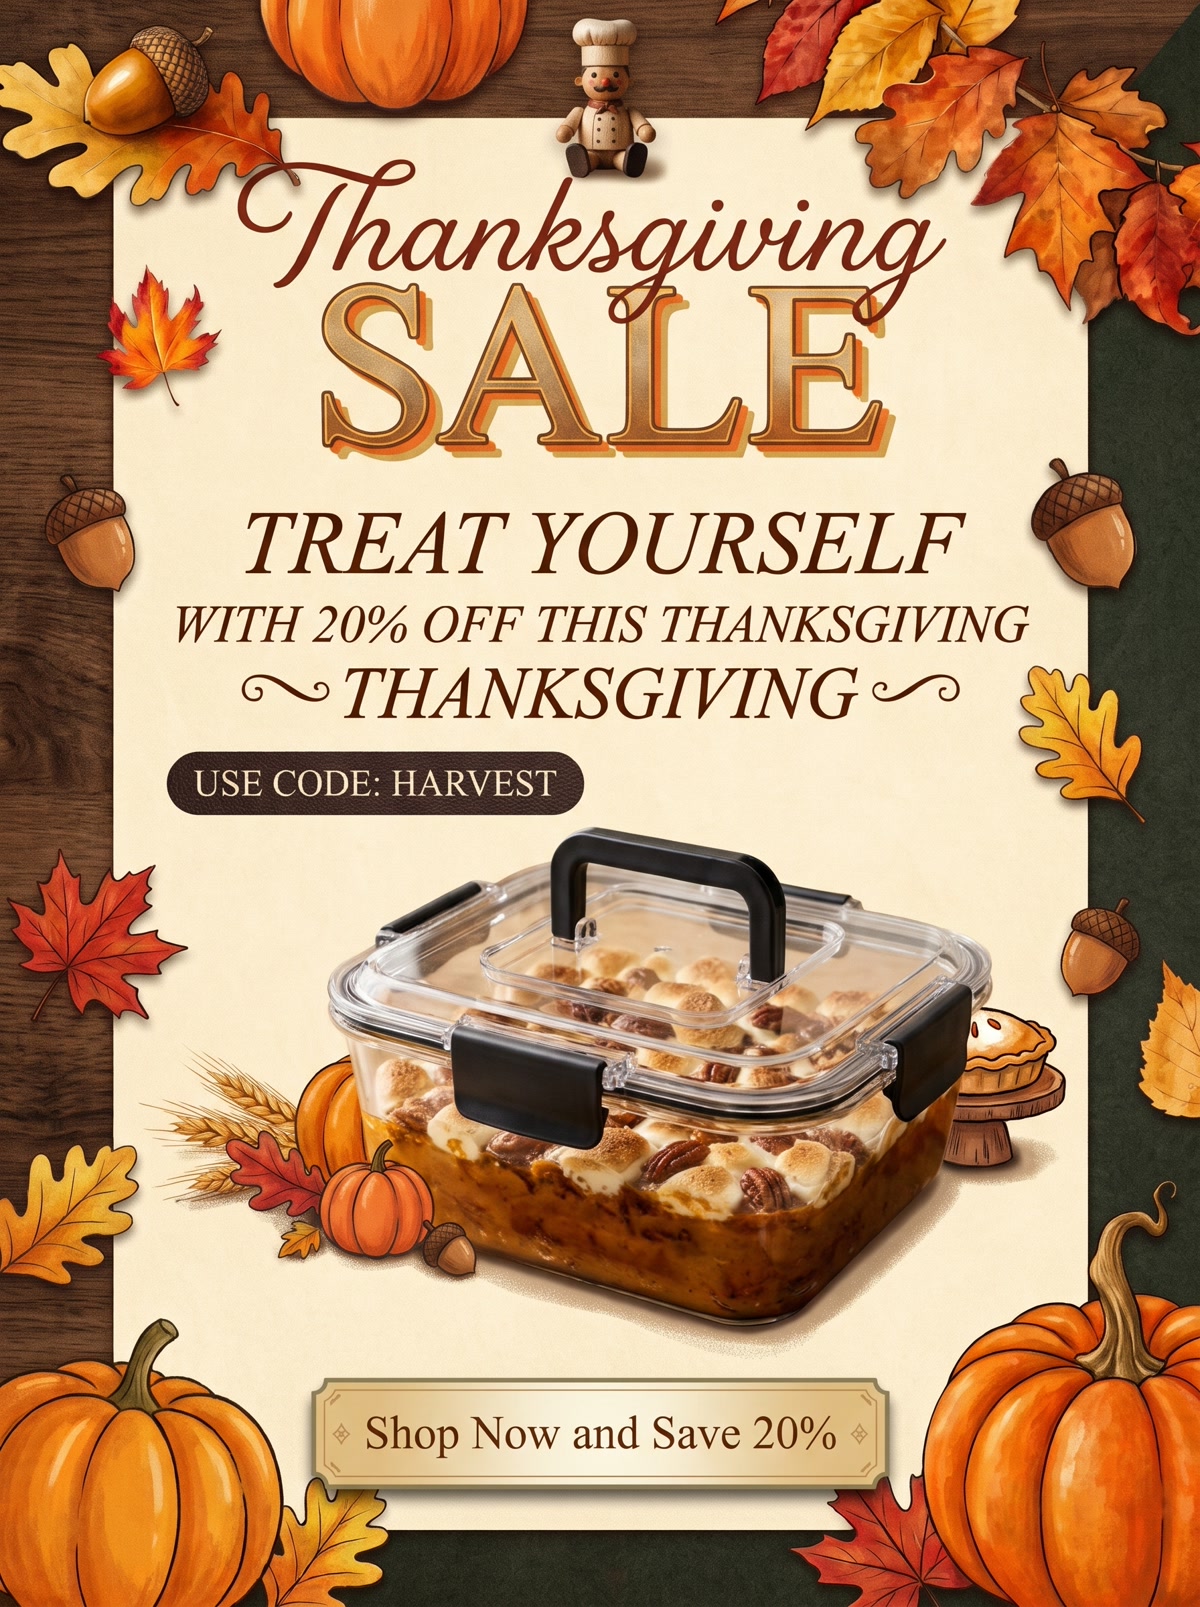 Thanksgiving
SALE
TREAT YOURSELF
WITH 20% OFF THIS THANKSGIVING
THANKSGIVING
USE CODE: HARVEST
Shop Now and Save 20%